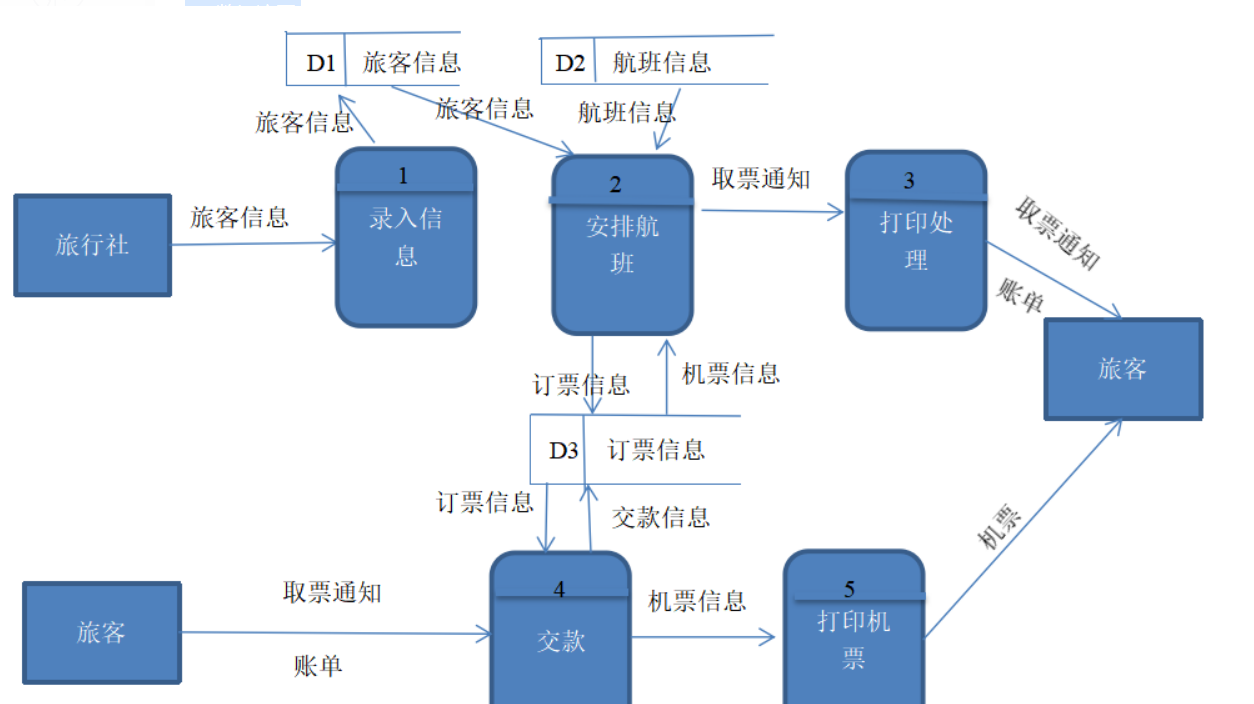 D1 旅客信息
D2 航班信息
旅客信息
旅客信息
航班信息
1
录入信
息
2
安排航
班
取票通知
3
打印处
理
旅行社
旅客信息
取票通知
账单
旅客
订票信息
机票信息
D3 订票信息
订票信息
交款信息
机票
旅客
取票通知
账单
4
交款
机票信息
5
打印机
票